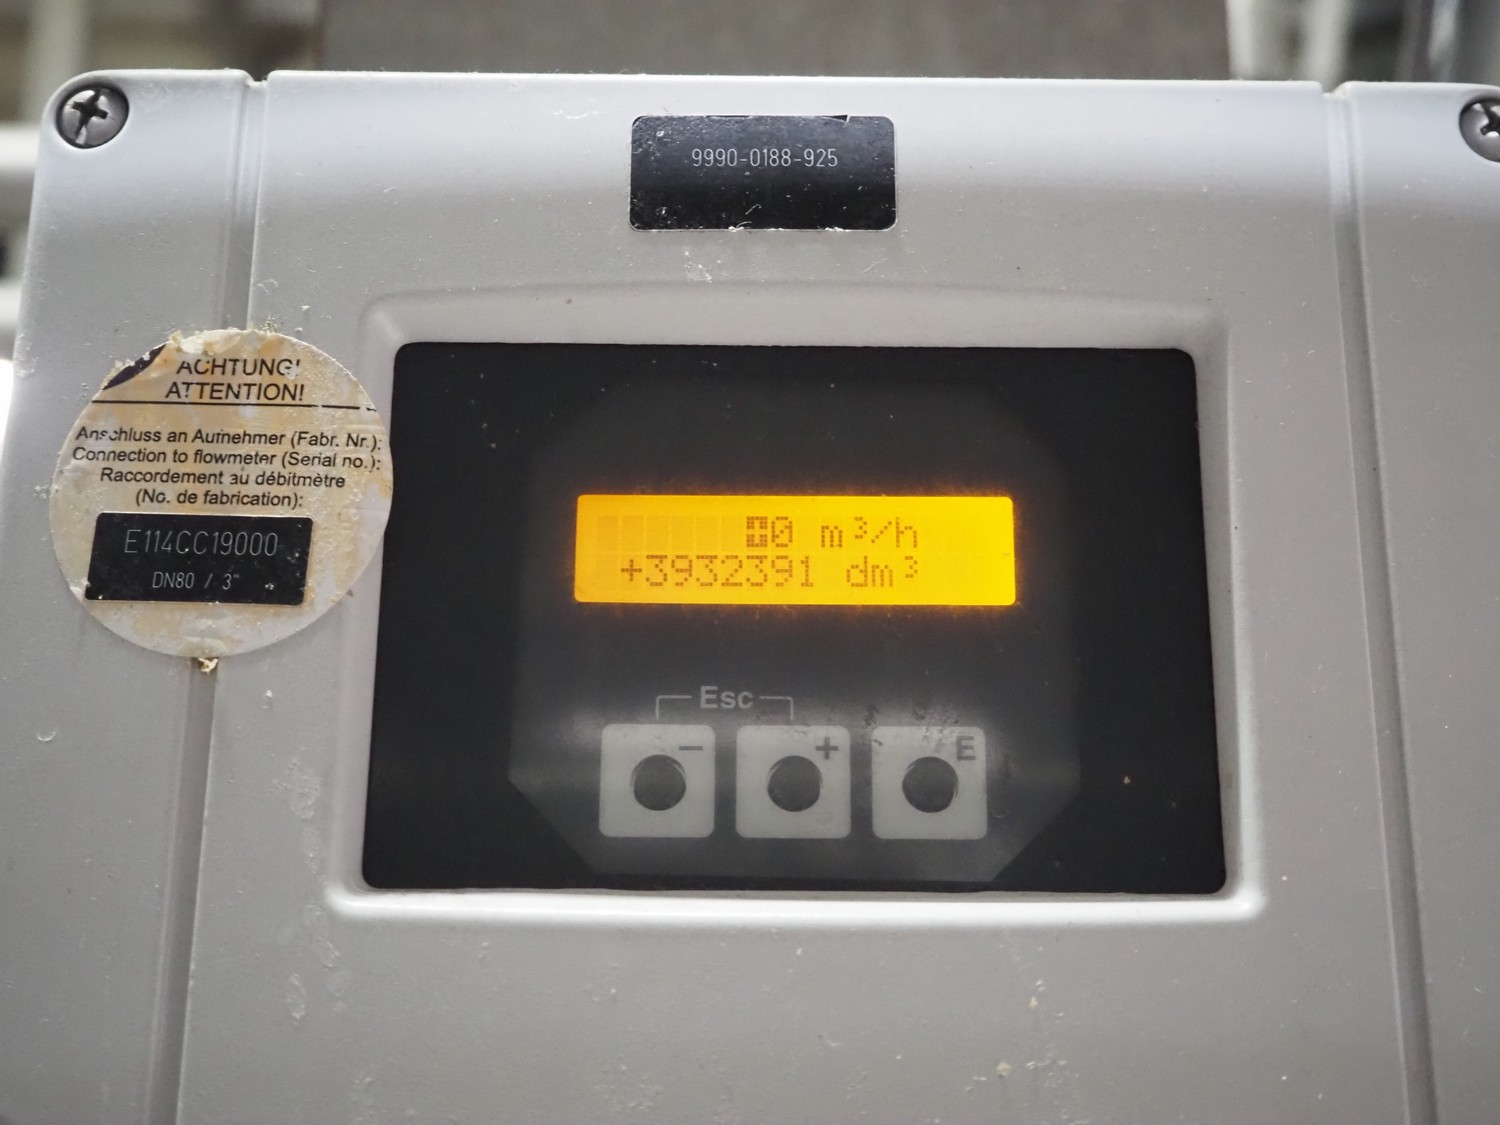 9990-0188-925
ACHTUNG!
ATTENTION!
Anschluss an Aufnehmer (Fabr. Nr.):
Connection to flowmeter (Serial no.):
Raccordement au débitmètre
(No. de fabrication):
E114CC19000
DN80 / 3"
0 m³/h
+3932391 dm³
Esc
- + E